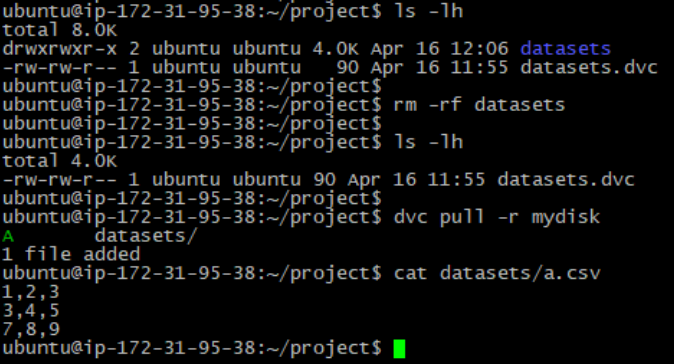 ubuntu@ip-172-31-95-38:~/project$ ls -lh
total 8.0K
drwxrwxr-x 2 ubuntu ubuntu 4.0K Apr 16 12:06 datasets
-rw-rw-r-- 1 ubuntu ubuntu   90 Apr 16 11:55 datasets.dvc
ubuntu@ip-172-31-95-38:~/project$
ubuntu@ip-172-31-95-38:~/project$ rm -rf datasets
ubuntu@ip-172-31-95-38:~/project$
ubuntu@ip-172-31-95-38:~/project$ ls -lh
total 4.0K
-rw-rw-r-- 1 ubuntu ubuntu 90 Apr 16 11:55 datasets.dvc
ubuntu@ip-172-31-95-38:~/project$
ubuntu@ip-172-31-95-38:~/project$ dvc pull -r mydisk
A       datasets/
1 file added
ubuntu@ip-172-31-95-38:~/project$ cat datasets/a.csv
1,2,3
3,4,5
7,8,9
ubuntu@ip-172-31-95-38:~/project$